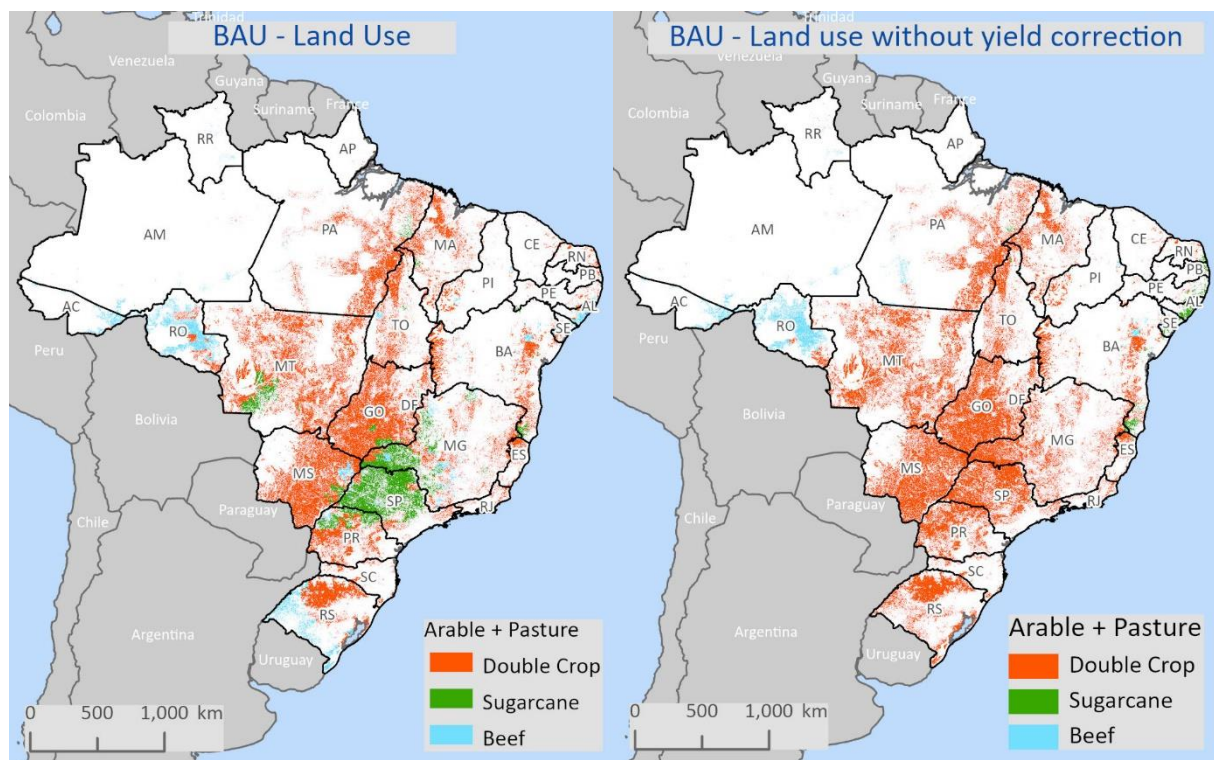 BAU - Land Use
Trinidad
Venezuela
Guyana
Suriname
France
Colombia
RR
AP
AM
PA
MA
CE
RN
PB
PI
PE
AL
SE
AC
RO
TO
BA
Peru
MT
GO
DF
Bolivia
MG
ES
MS
SP
RJ
Paraguay
Chile
PR
SC
RS
Argentina
Uruguay
Arable + Pasture
Double Crop
Sugarcane
Beef
0 500 1,000 km
BAU - Land use without yield correction
Trinidad
Venezuela
Guyana
Suriname
France
Colombia
RR
AP
AM
PA
MA
CE
RN
PB
PI
PE
AL
SE
AC
RO
TO
BA
Peru
MT
GO
DF
Bolivia
MG
ES
MS
SP
RJ
Paraguay
Chile
PR
SC
RS
Argentina
Uruguay
Arable + Pasture
Double Crop
Sugarcane
Beef
0 500 1,000 km